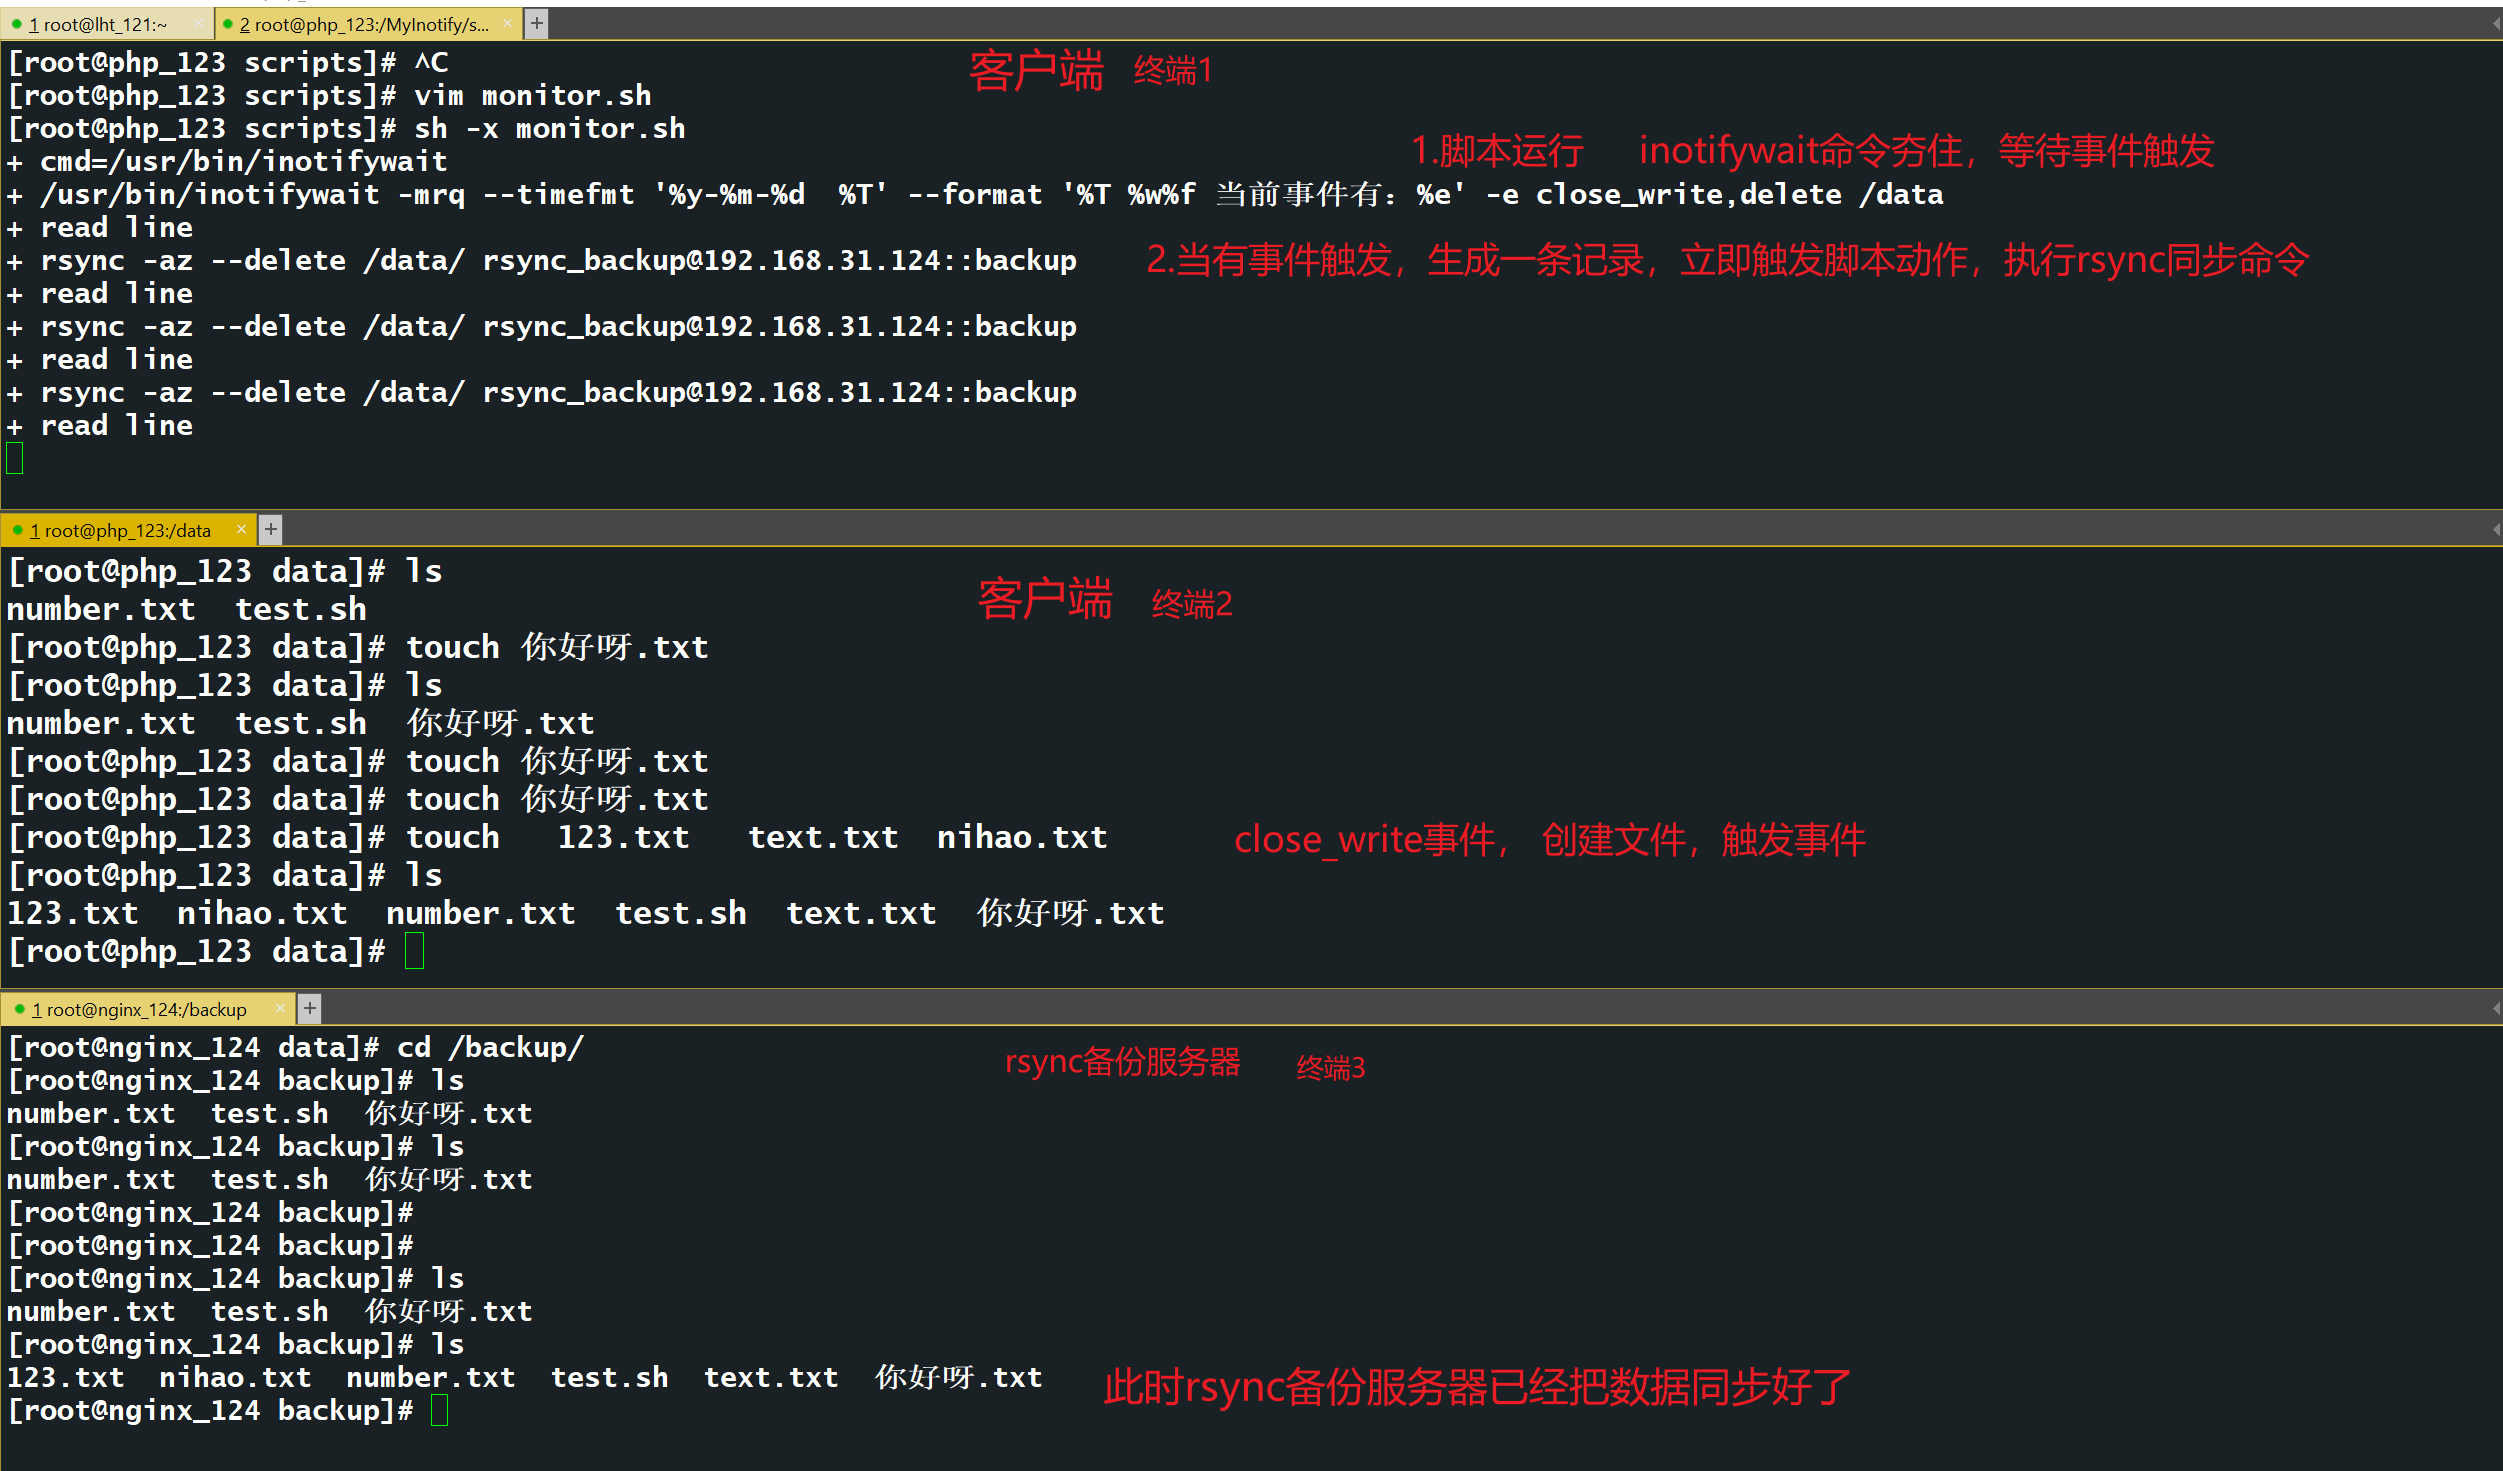 1 root@lht_121:~ × 2 root@php_123:/MyInotify/s... × +
[root@php_123 scripts]# ^C
客户端 终端1
[root@php_123 scripts]# vim monitor.sh
[root@php_123 scripts]# sh -x monitor.sh
1.脚本运行 inotifywait命令夯住，等待事件触发
+ cmd=/usr/bin/inotifywait
+ /usr/bin/inotifywait -mrq --timefmt '%y-%m-%d  %T' --format '%T %w%f 当前事件有：%e' -e close_write,delete /data
+ read line
+ rsync -az --delete /data/ rsync_backup@192.168.31.124::backup 2.当有事件触发，生成一条记录，立即触发脚本动作，执行rsync同步命令
+ read line
+ rsync -az --delete /data/ rsync_backup@192.168.31.124::backup
+ read line
+ rsync -az --delete /data/ rsync_backup@192.168.31.124::backup
+ read line
1 root@php_123:/data × +
[root@php_123 data]# ls
客户端 终端2
number.txt  test.sh
[root@php_123 data]# touch 你好呀.txt
[root@php_123 data]# ls
number.txt  test.sh  你好呀.txt
[root@php_123 data]# touch 你好呀.txt
[root@php_123 data]# touch 你好呀.txt
[root@php_123 data]# touch   123.txt   text.txt  nihao.txt close_write事件， 创建文件，触发事件
[root@php_123 data]# ls
123.txt  nihao.txt  number.txt  test.sh  text.txt  你好呀.txt
[root@php_123 data]#
1 root@nginx_124:/backup × +
[root@nginx_124 data]# cd /backup/
rsync备份服务器 终端3
[root@nginx_124 backup]# ls
number.txt  test.sh  你好呀.txt
[root@nginx_124 backup]# ls
number.txt  test.sh  你好呀.txt
[root@nginx_124 backup]#
[root@nginx_124 backup]#
[root@nginx_124 backup]# ls
number.txt  test.sh  你好呀.txt
[root@nginx_124 backup]# ls
123.txt  nihao.txt  number.txt  test.sh  text.txt  你好呀.txt 此时rsync备份服务器已经把数据同步好了
[root@nginx_124 backup]#